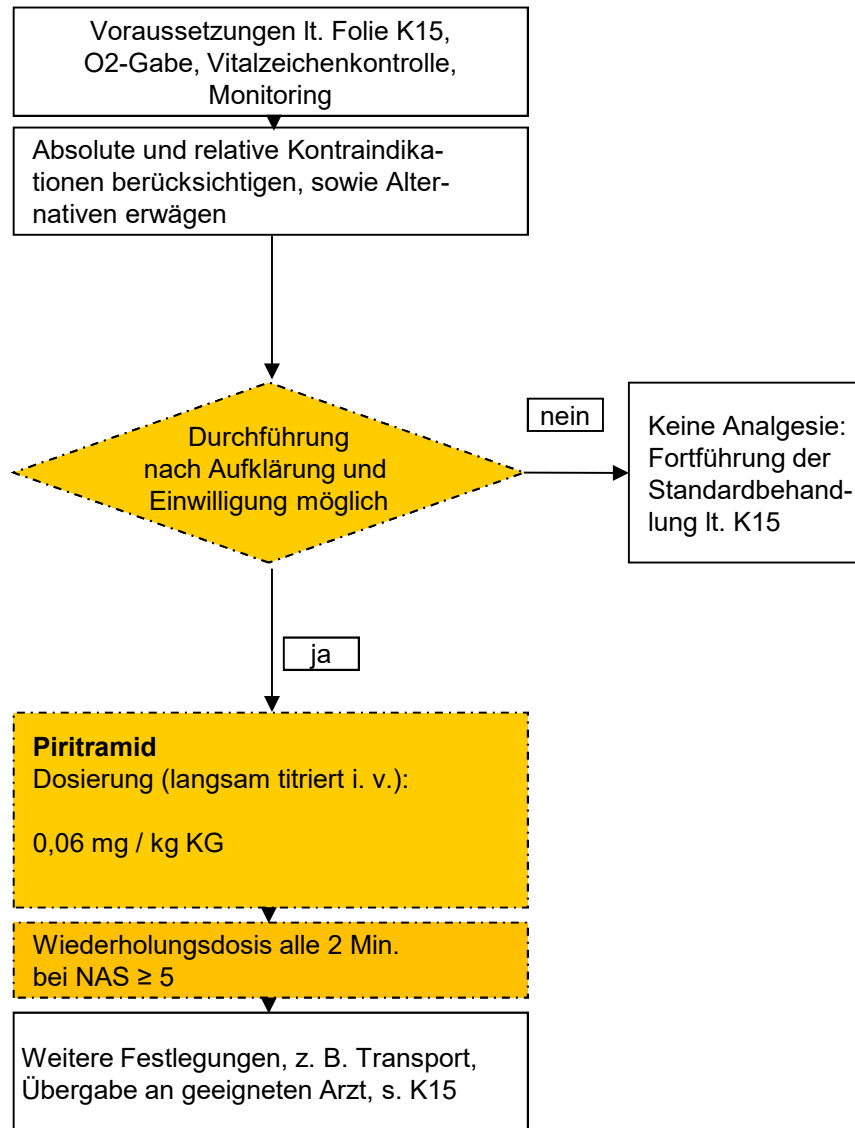 Voraussetzungen lt. Folie K15,
O2-Gabe, Vitalzeichenkontrolle,
Monitoring
Absolute und relative Kontraindika-
tionen berücksichtigen, sowie Alter-
nativen erwägen
Durchführung
nach Aufklärung und
Einwilligung möglich
nein
Keine Analgesie:
Fortführung der
Standardbehand-
lung lt. K15
ja
Piritramid
Dosierung (langsam titriert i. v.):
0,06 mg / kg KG
Wiederholungsdosis alle 2 Min.
bei NAS ≥ 5
Weitere Festlegungen, z. B. Transport,
Übergabe an geeigneten Arzt, s. K15